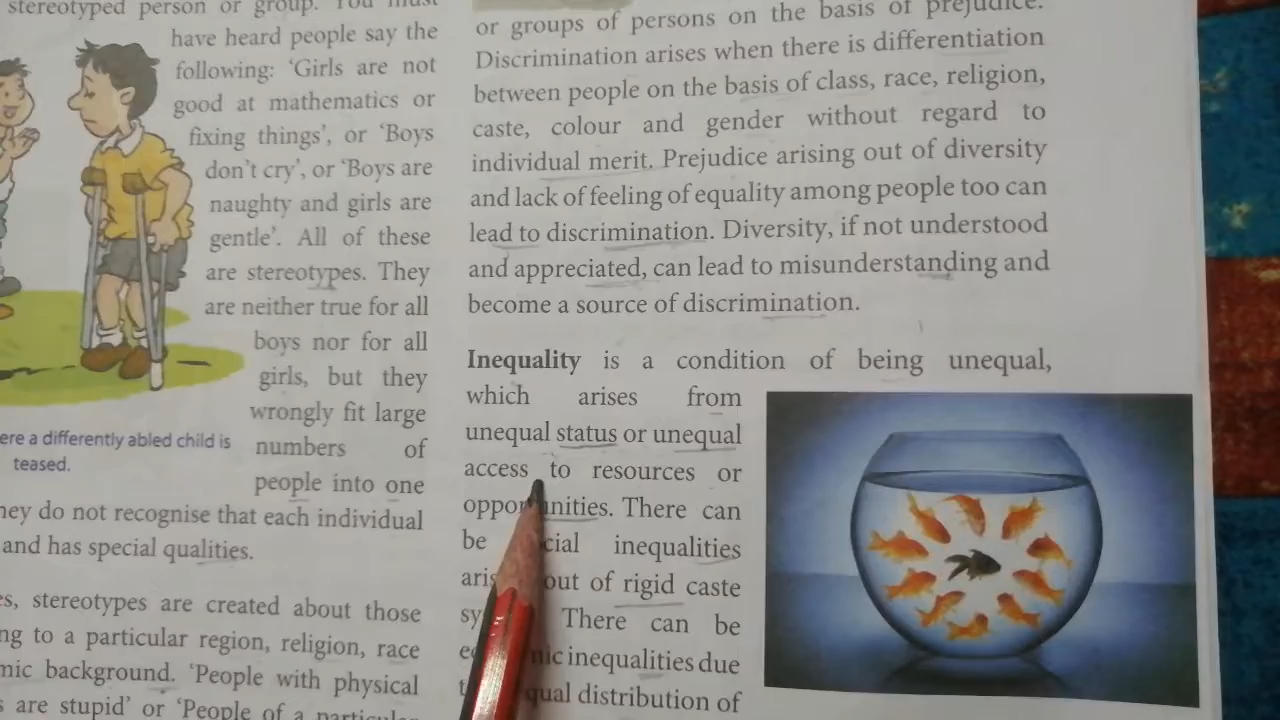 stereotyped person or group. You must
have heard people say the
following: ‘Girls are not
good at mathematics or
fixing things’, or ‘Boys
don’t cry’, or ‘Boys are
naughty and girls are
gentle’. All of these
are stereotypes. They
are neither true for all
boys nor for all
girls, but they
wrongly fit large
numbers of
people into one
ere a differently abled child is
teased.
hey do not recognise that each individual
and has special qualities.
es, stereotypes are created about those
ng to a particular region, religion, race
mic background. ‘People with physical
s are stupid’ or ‘People of a particular
or groups of persons on the basis of prejudice.
Discrimination arises when there is differentiation
between people on the basis of class, race, religion,
caste, colour and gender without regard to
individual merit. Prejudice arising out of diversity
and lack of feeling of equality among people too can
lead to discrimination. Diversity, if not understood
and appreciated, can lead to misunderstanding and
become a source of discrimination.
Inequality is a condition of being unequal,
which arises from
unequal status or unequal
access to resources or
opportunities. There can
be cial inequalities
aris out of rigid caste
sy There can be
nic inequalities due
qual distribution of